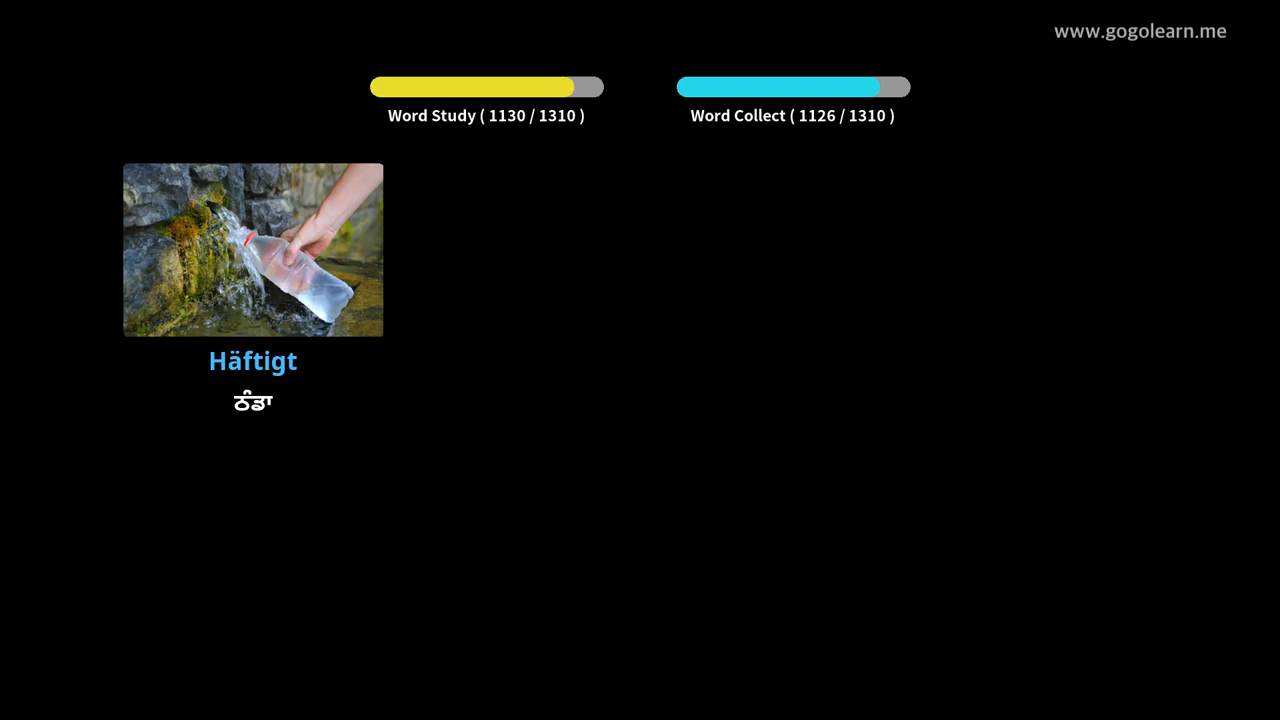 www.gogolearn.me
Word Study ( 1130 / 1310 )
Word Collect ( 1126 / 1310 )
Häftigt
ਠੰਡਾ